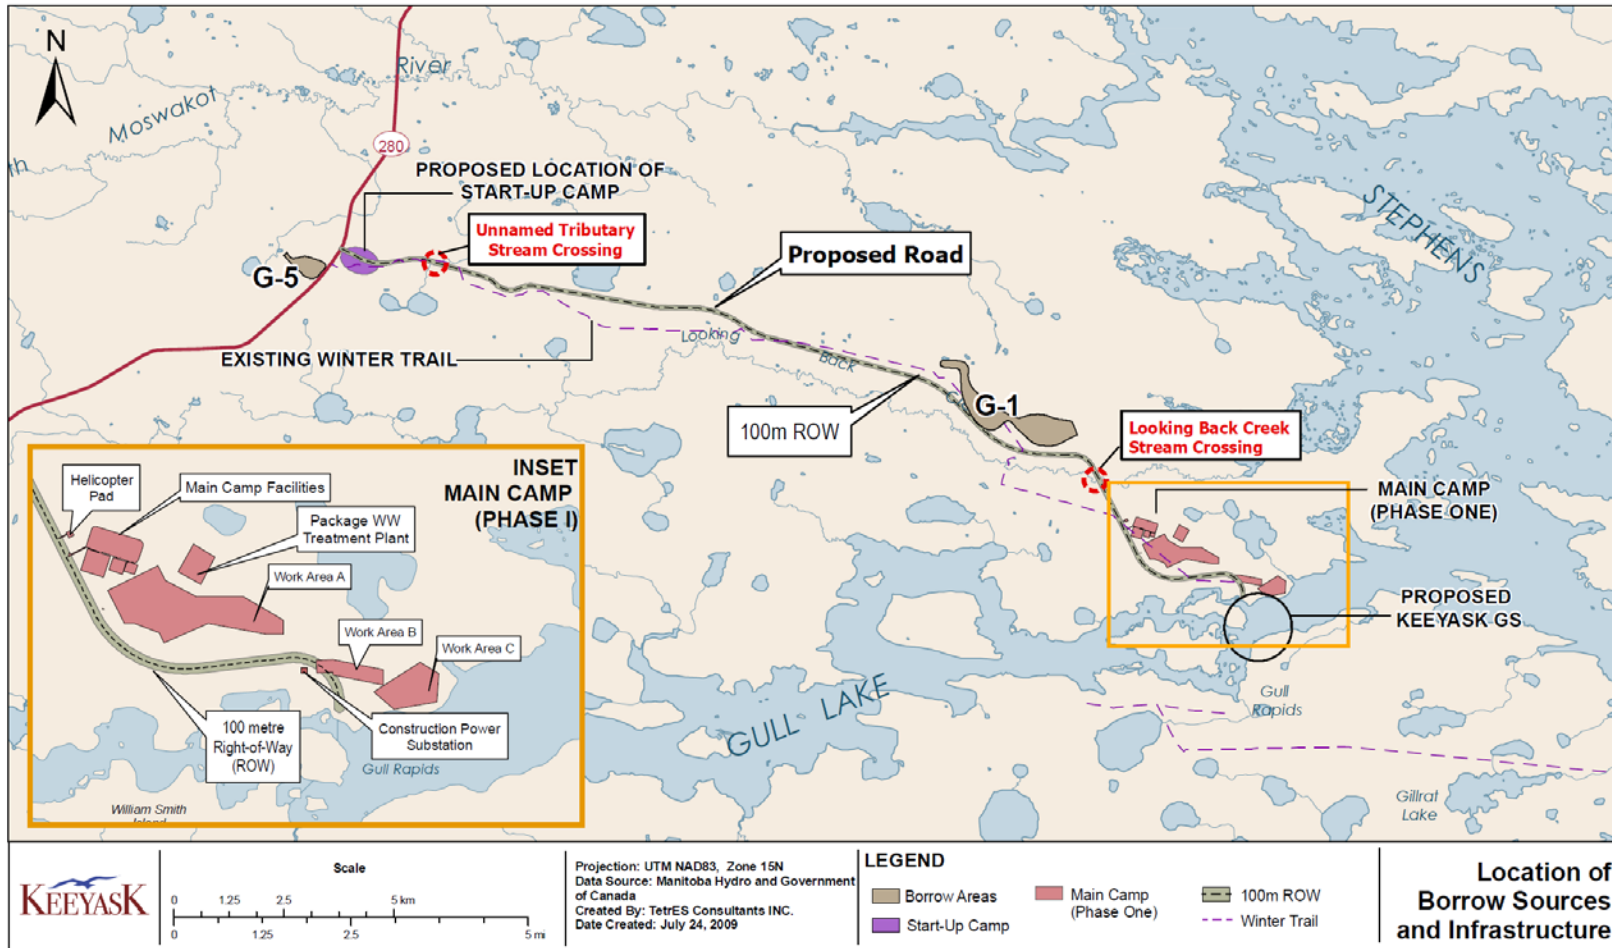 N
River
Moswakot
th
280
PROPOSED LOCATION OF
START-UP CAMP
Unnamed Tributary
Stream Crossing
Proposed Road
G-5
STEPHENS
EXISTING WINTER TRAIL
Looking
Back
100m ROW
G-1
Looking Back Creek
Stream Crossing
MAIN CAMP
(PHASE ONE)
PROPOSED
KEEYASK GS
Gull
Rapids
GULL LAKE
Gillrat
Lake
INSET
MAIN CAMP
(PHASE I)
Helicopter
Pad
Main Camp Facilities
Package WW
Treatment Plant
Work Area A
Work Area B
Work Area C
100 metre
Right-of-Way
(ROW)
Construction Power
Substation
Gull Rapids
William Smith
Island
KEEYASK
Scale
0 1.25 2.5 5 km
0 1.25 2.5 5 mi
Projection: UTM NAD83, Zone 15N
Data Source: Manitoba Hydro and Government
of Canada
Created By: TetrES Consultants INC.
Date Created: July 24, 2009
LEGEND
Borrow Areas
Start-Up Camp
Main Camp
(Phase One)
100m ROW
Winter Trail
Location of
Borrow Sources
and Infrastructure